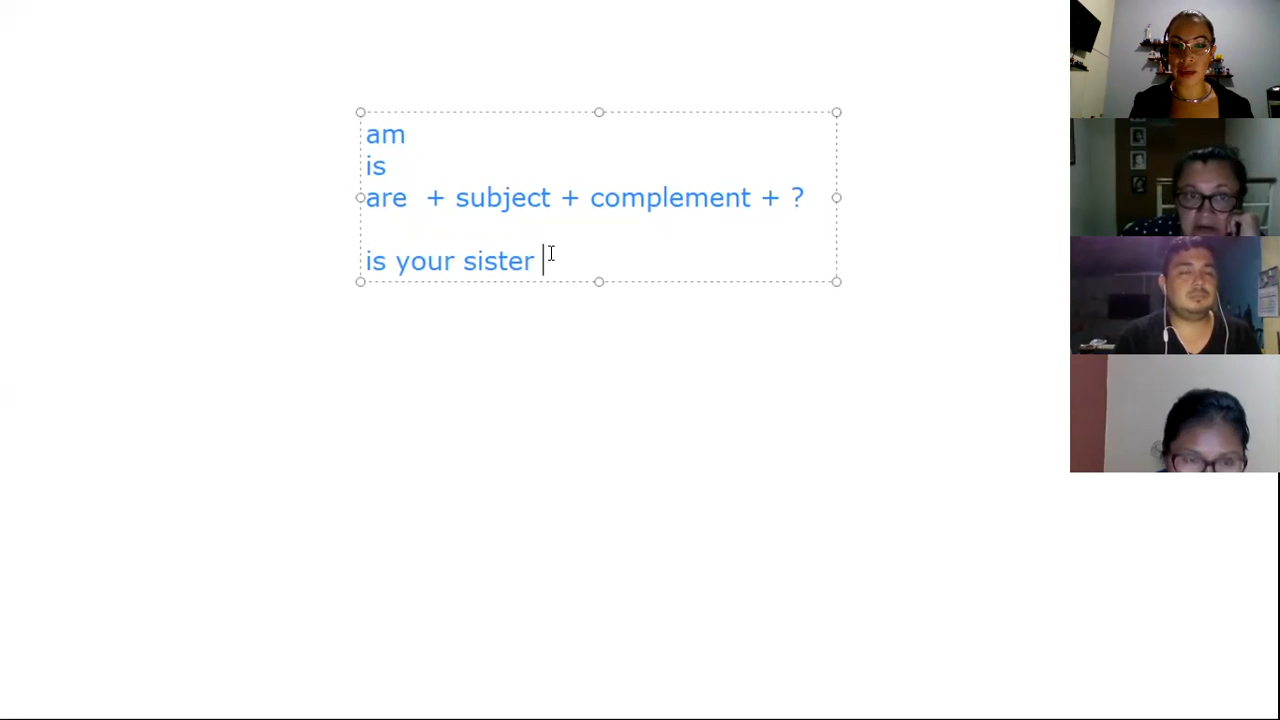 am
is
are + subject + complement + ?
is your sister